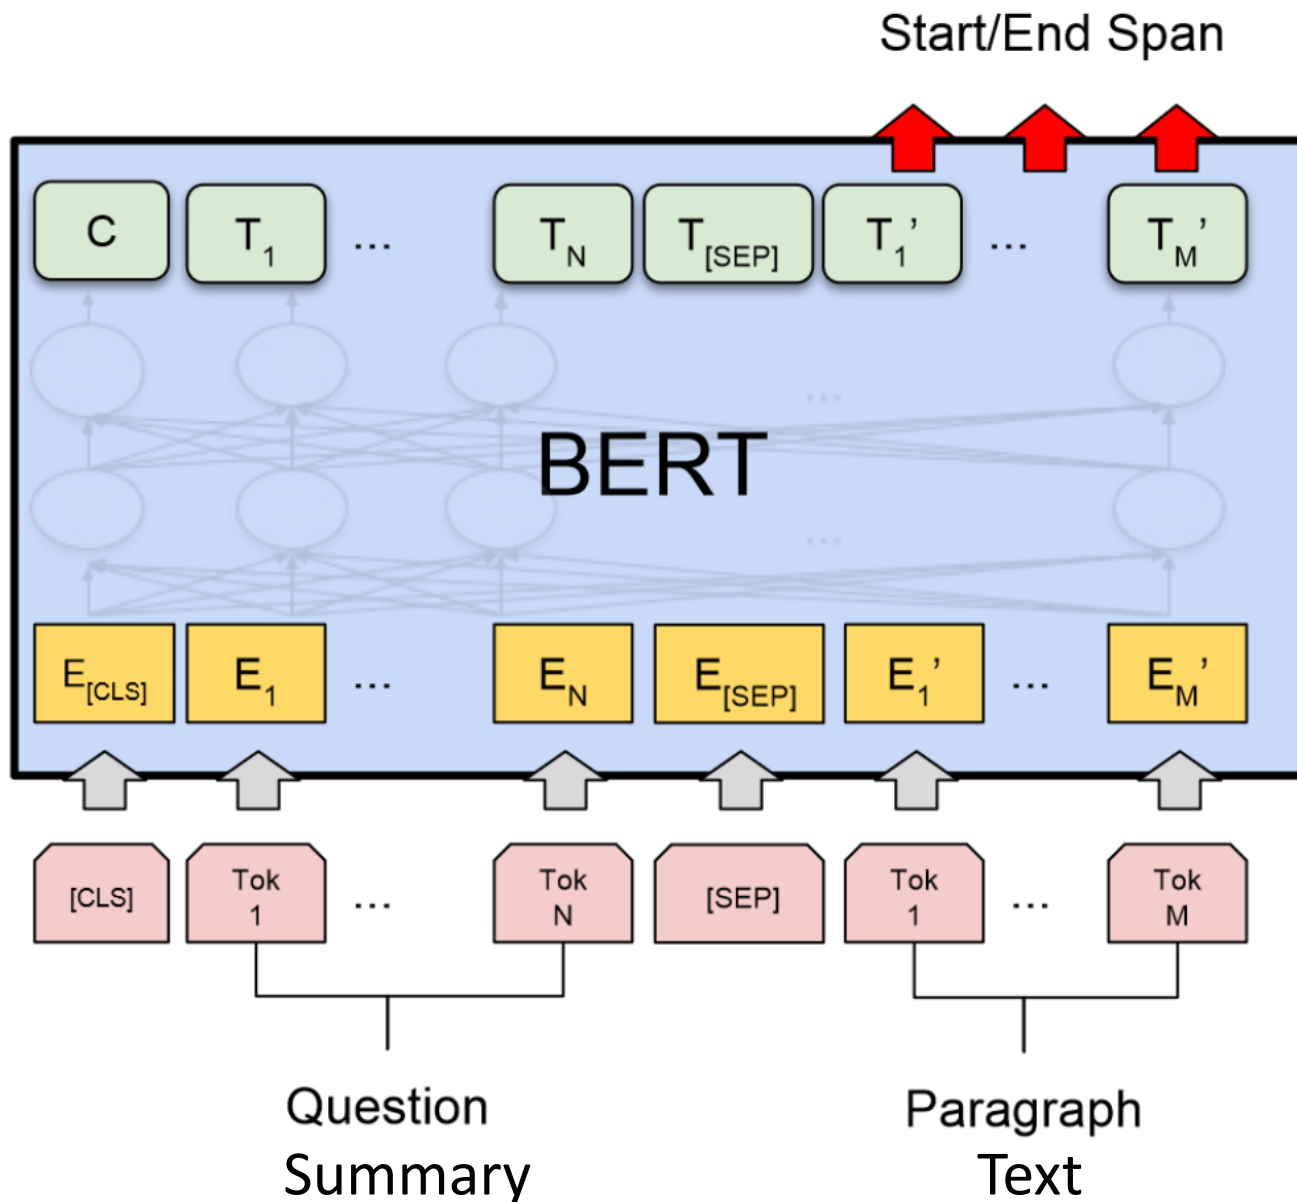 Start/End Span
C T1 ... TN T[SEP] T1’ ... TM’
...
BERT
...
E[CLS] E1 ... EN E[SEP] E1’ ... EM’
[CLS] Tok 1 ... Tok N [SEP] Tok 1 ... Tok M
Question Paragraph
Summary Text